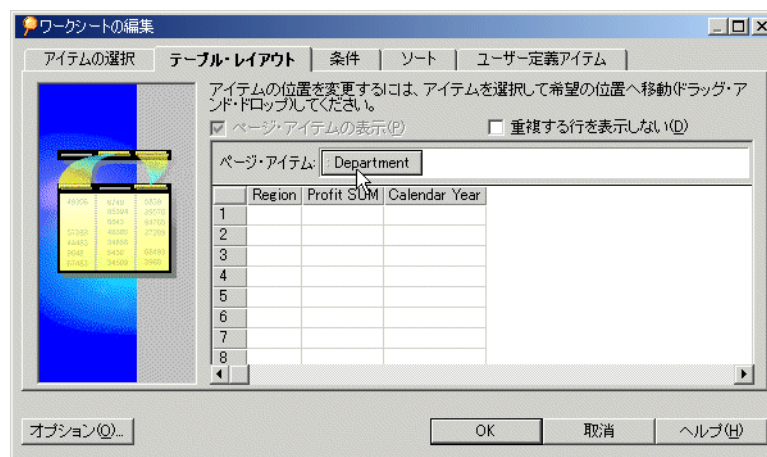 ワークシートの編集
アイテムの選択 テーブル・レイアウト 条件 ソート ユーザー定義アイテム
アイテムの位置を変更するには、アイテムを選択して希望の位置へ移動(ドラッグ・ア
ンド・ドロップ)してください。
ページ・アイテムの表示(P) 重複する行を表示しない(D)
ページ・アイテム: Department
Region Profit SUM Calendar Year
1
2
3
4
5
6
7
8
オプション(O)... OK 取消 ヘルプ(H)